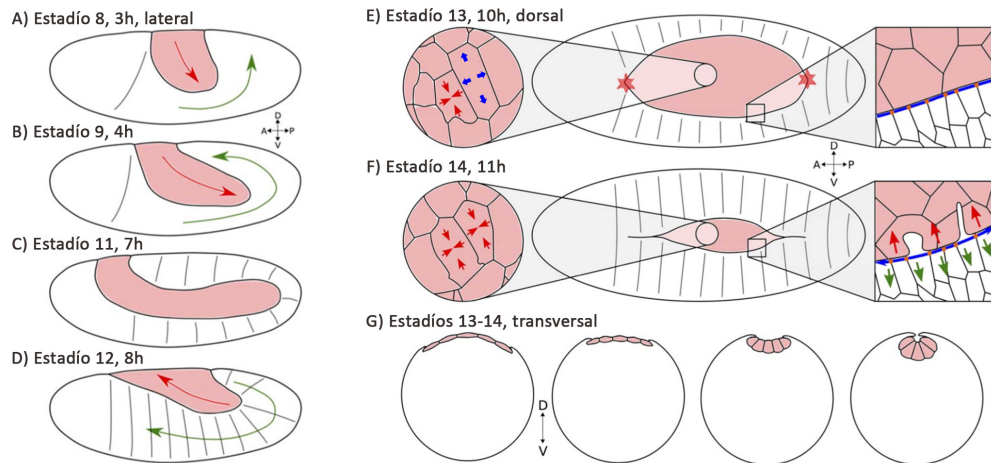 A) Estadío 8, 3h, lateral
B) Estadío 9, 4h
D
A P
V
C) Estadío 11, 7h
D) Estadío 12, 8h
E) Estadío 13, 10h, dorsal
D
A P
V
F) Estadío 14, 11h
G) Estadíos 13-14, transversal
D
V